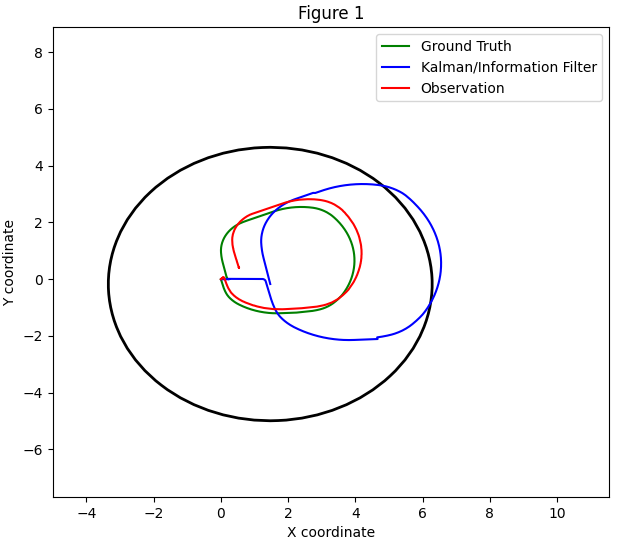 Figure 1
Ground Truth
Kalman/Information Filter
Observation
8
6
4
2
0
−2
−4
−6
Y coordinate
−4 −2 0 2 4 6 8 10
X coordinate